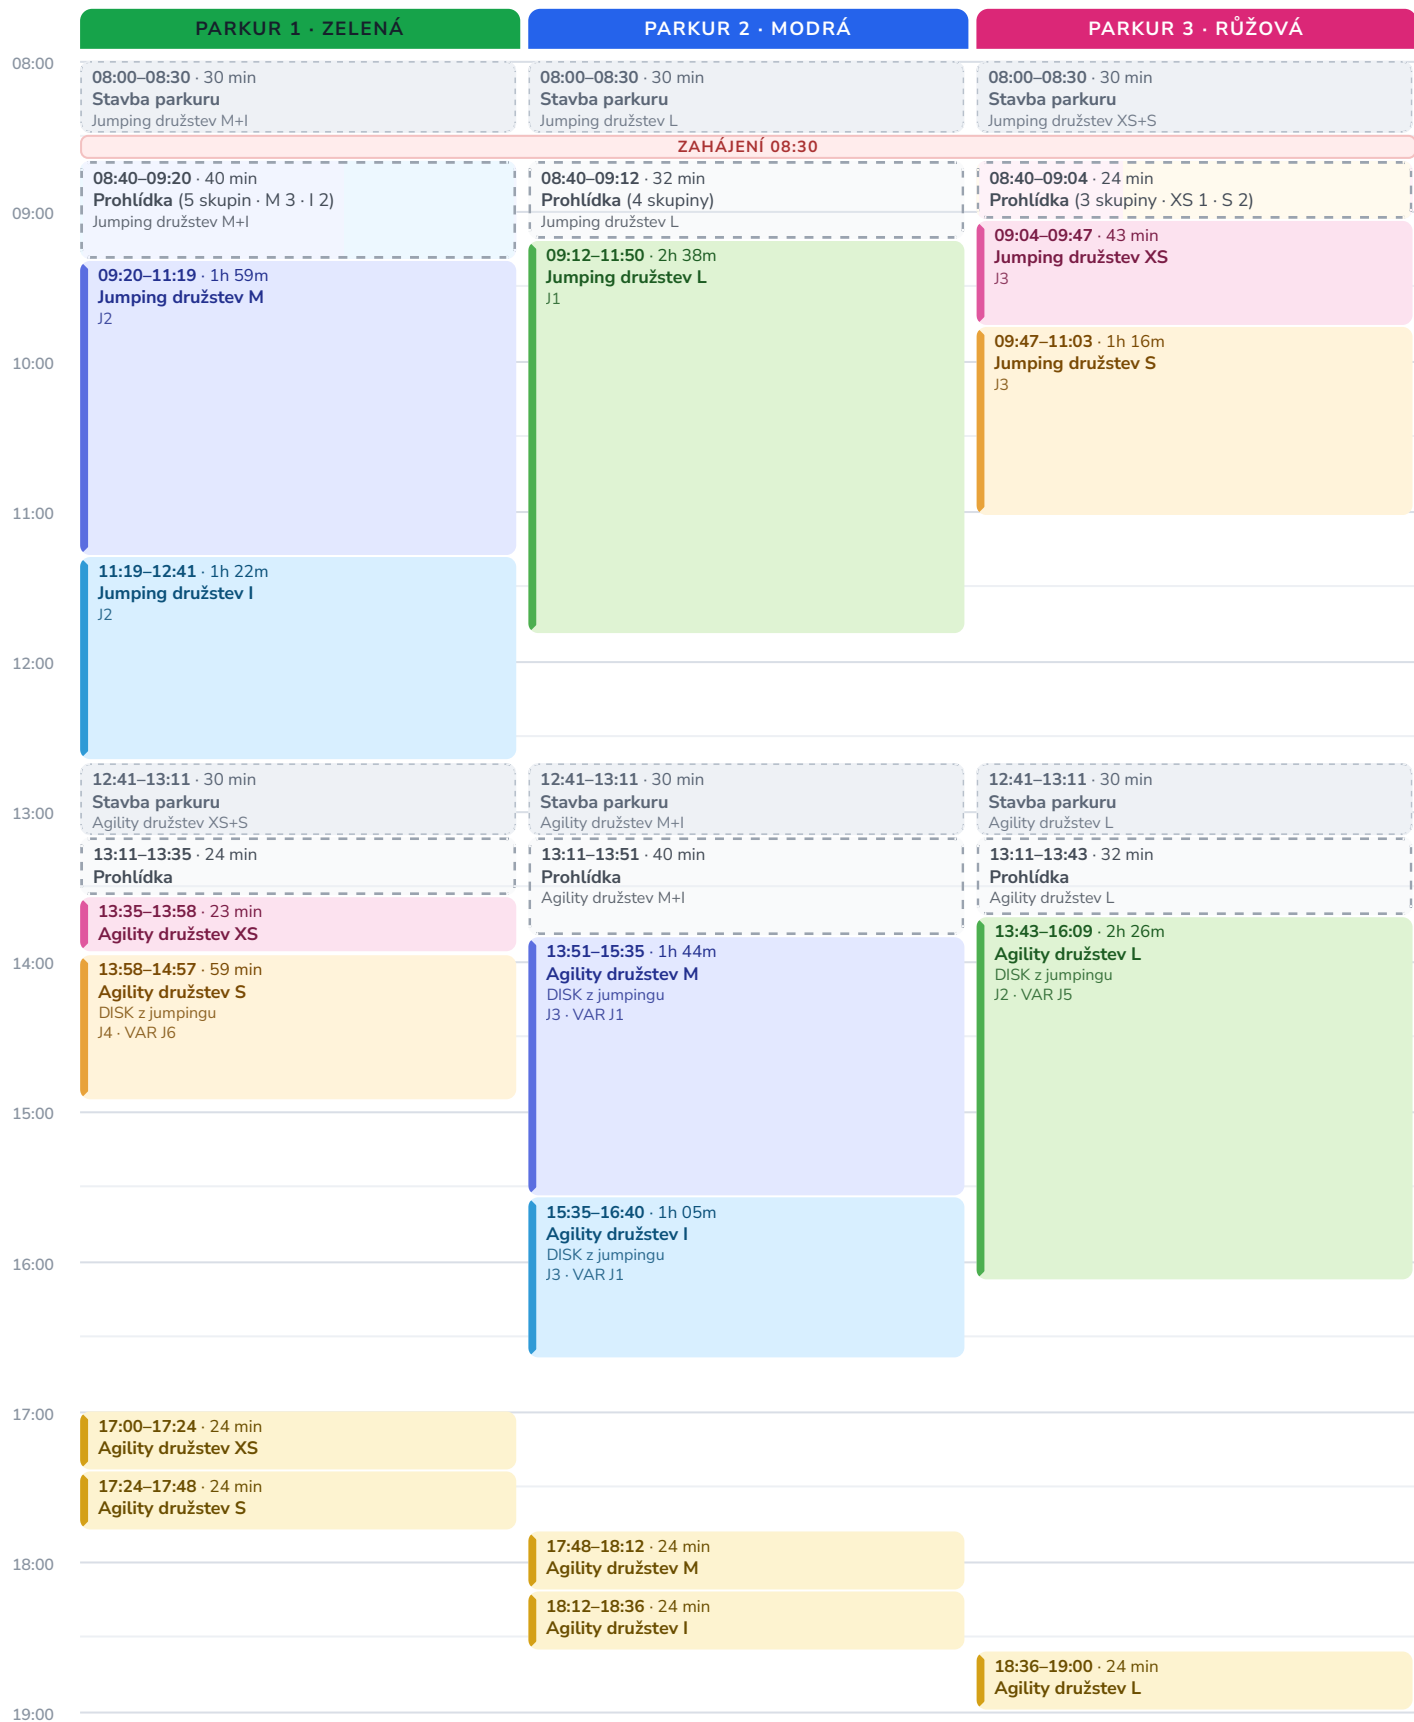 PARKUR 1 · ZELENÁ
PARKUR 2 · MODRÁ
PARKUR 3 · RŮŽOVÁ
08:00
08:00–08:30 · 30 min
Stavba parkuru
Jumping družstev M+I
08:00–08:30 · 30 min
Stavba parkuru
Jumping družstev L
08:00–08:30 · 30 min
Stavba parkuru
Jumping družstev XS+S
ZAHÁJENÍ 08:30
08:40–09:20 · 40 min
Prohlídka (5 skupin · M 3 · I 2)
Jumping družstev M+I
08:40–09:12 · 32 min
Prohlídka (4 skupiny)
Jumping družstev L
08:40–09:04 · 24 min
Prohlídka (3 skupiny · XS 1 · S 2)
09:00
09:20–11:19 · 1h 59m
Jumping družstev M
J2
09:12–11:50 · 2h 38m
Jumping družstev L
J1
09:04–09:47 · 43 min
Jumping družstev XS
J3
09:47–11:03 · 1h 16m
Jumping družstev S
J3
10:00
11:00
11:19–12:41 · 1h 22m
Jumping družstev I
J2
12:00
12:41–13:11 · 30 min
Stavba parkuru
Agility družstev XS+S
12:41–13:11 · 30 min
Stavba parkuru
Agility družstev M+I
12:41–13:11 · 30 min
Stavba parkuru
Agility družstev L
13:00
13:11–13:35 · 24 min
Prohlídka
13:11–13:51 · 40 min
Prohlídka
Agility družstev M+I
13:11–13:43 · 32 min
Prohlídka
Agility družstev L
13:35–13:58 · 23 min
Agility družstev XS
13:58–14:57 · 59 min
Agility družstev S
DISK z jumpingu
J4 · VAR J6
13:51–15:35 · 1h 44m
Agility družstev M
DISK z jumpingu
J3 · VAR J1
13:43–16:09 · 2h 26m
Agility družstev L
DISK z jumpingu
J2 · VAR J5
14:00
15:00
15:35–16:40 · 1h 05m
Agility družstev I
DISK z jumpingu
J3 · VAR J1
16:00
17:00
17:00–17:24 · 24 min
Agility družstev XS
17:24–17:48 · 24 min
Agility družstev S
17:48–18:12 · 24 min
Agility družstev M
18:00
18:12–18:36 · 24 min
Agility družstev I
18:36–19:00 · 24 min
Agility družstev L
19:00